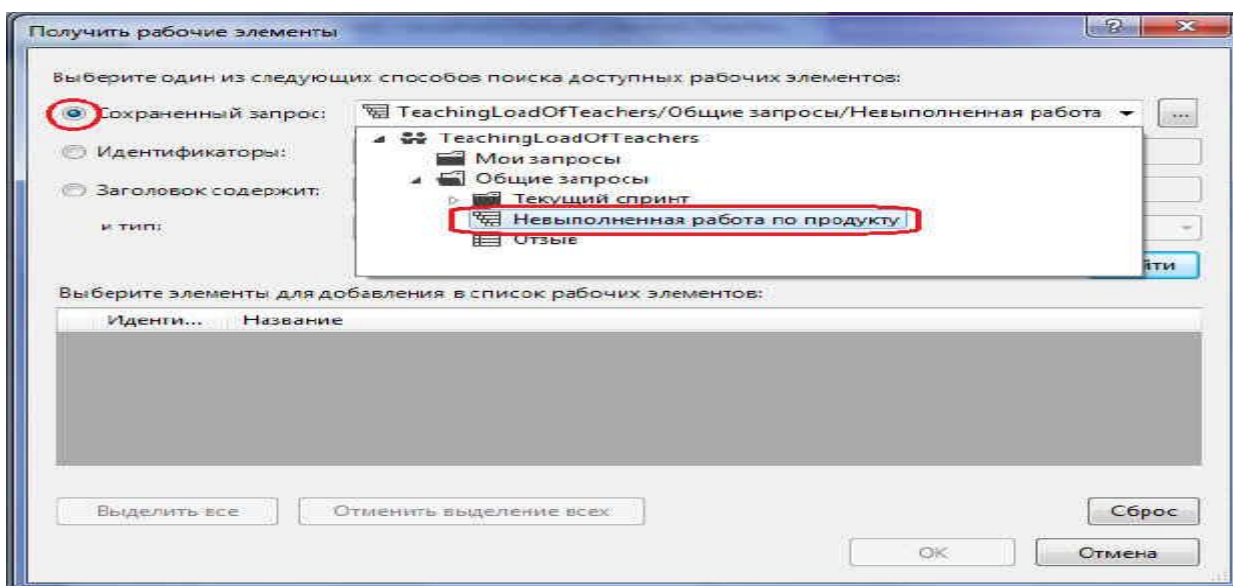 Получить рабочие элементы
Выберите один из следующих способов поиска доступных рабочих элементов:
Сохраненный запрос: TeachingLoadOfTeachers/Общие запросы/Невыполненная работа ...
TeachingLoadOfTeachers
Идентификаторы:
Мои запросы
Общие запросы
Заголовок содержит:
Текущий спринт
и тип:
Невыполненная работа по продукту
Отзыв
йти
Выберите элементы для добавления в список рабочих элементов:
Иденти... Название
Выделить все Отменить выделение всех Сброс
OK Отмена